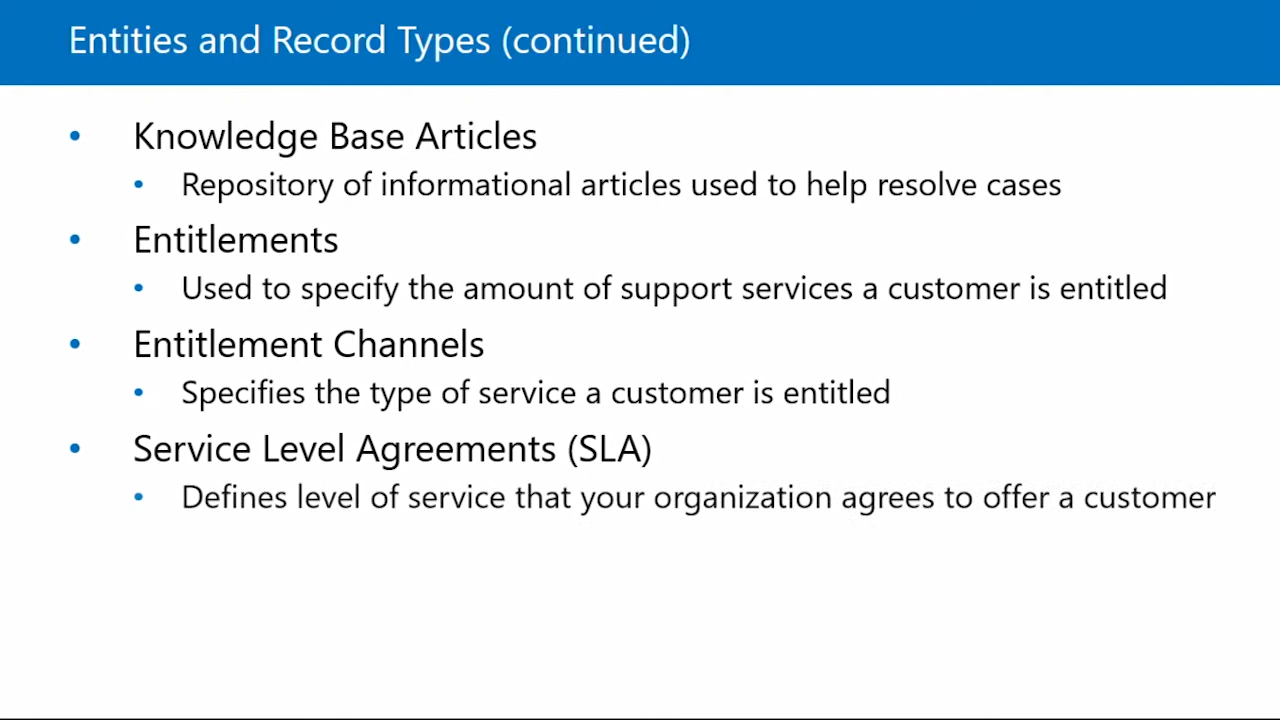 Entities and Record Types (continued)
• Knowledge Base Articles
• Repository of informational articles used to help resolve cases
• Entitlements
• Used to specify the amount of support services a customer is entitled
• Entitlement Channels
• Specifies the type of service a customer is entitled
• Service Level Agreements (SLA)
• Defines level of service that your organization agrees to offer a customer